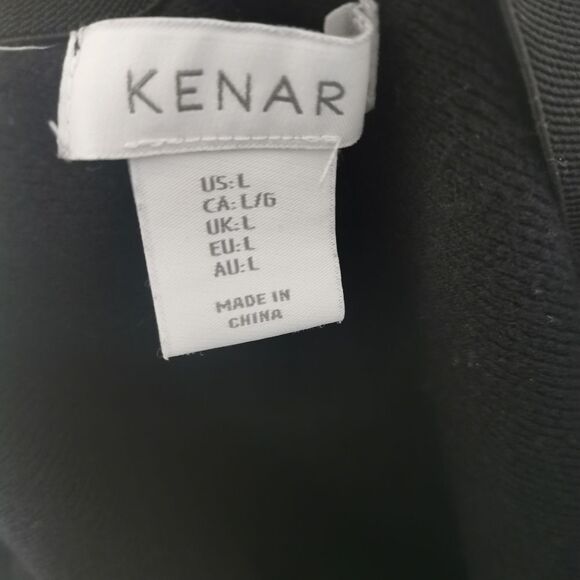 KENAR
US:L
CA:L/G
UK:L
EU:L
AU:L
MADE IN
CHINA